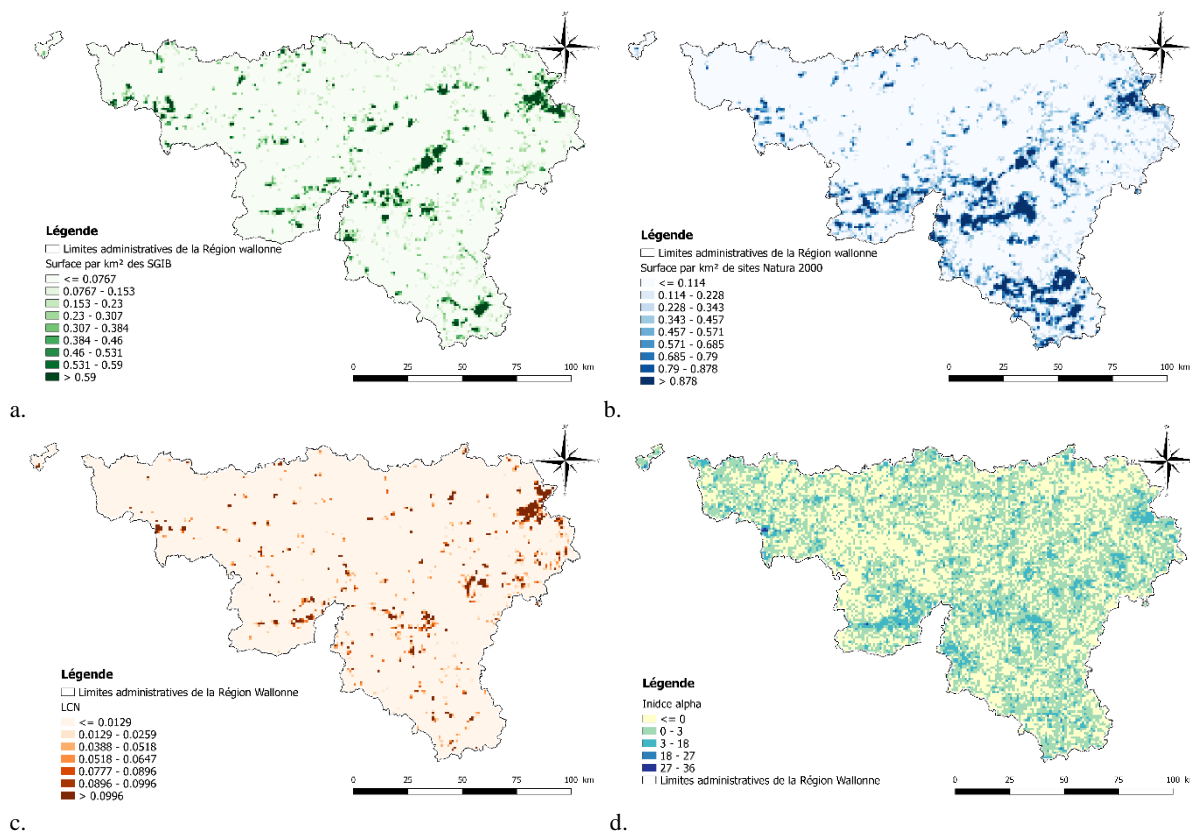 a.
Légende
Limites administratives de la Région wallonne
Surface par km² des SGIB
<= 0.0767
0.0767 - 0.153
0.153 - 0.23
0.23 - 0.307
0.307 - 0.384
0.384 - 0.46
0.46 - 0.531
0.531 - 0.59
> 0.59
0 25 50 75 100 km
b.
Légende
Limites administratives de la Région wallonne
Surface par km² de sites Natura 2000
<= 0.114
0.114 - 0.228
0.228 - 0.343
0.343 - 0.457
0.457 - 0.571
0.571 - 0.685
0.685 - 0.79
0.79 - 0.878
> 0.878
0 25 50 75 100 km
c.
Légende
Limites administratives de la Région Wallonne
LCN
<= 0.0129
0.0129 - 0.0259
0.0388 - 0.0518
0.0518 - 0.0647
0.0777 - 0.0896
0.0896 - 0.0996
> 0.0996
0 25 50 75 100 km
d.
Légende
Inidce alpha
<= 0
0 - 3
3 - 18
18 - 27
27 - 36
Limites administratives de la Région Wallonne
0 25 50 75 100 km